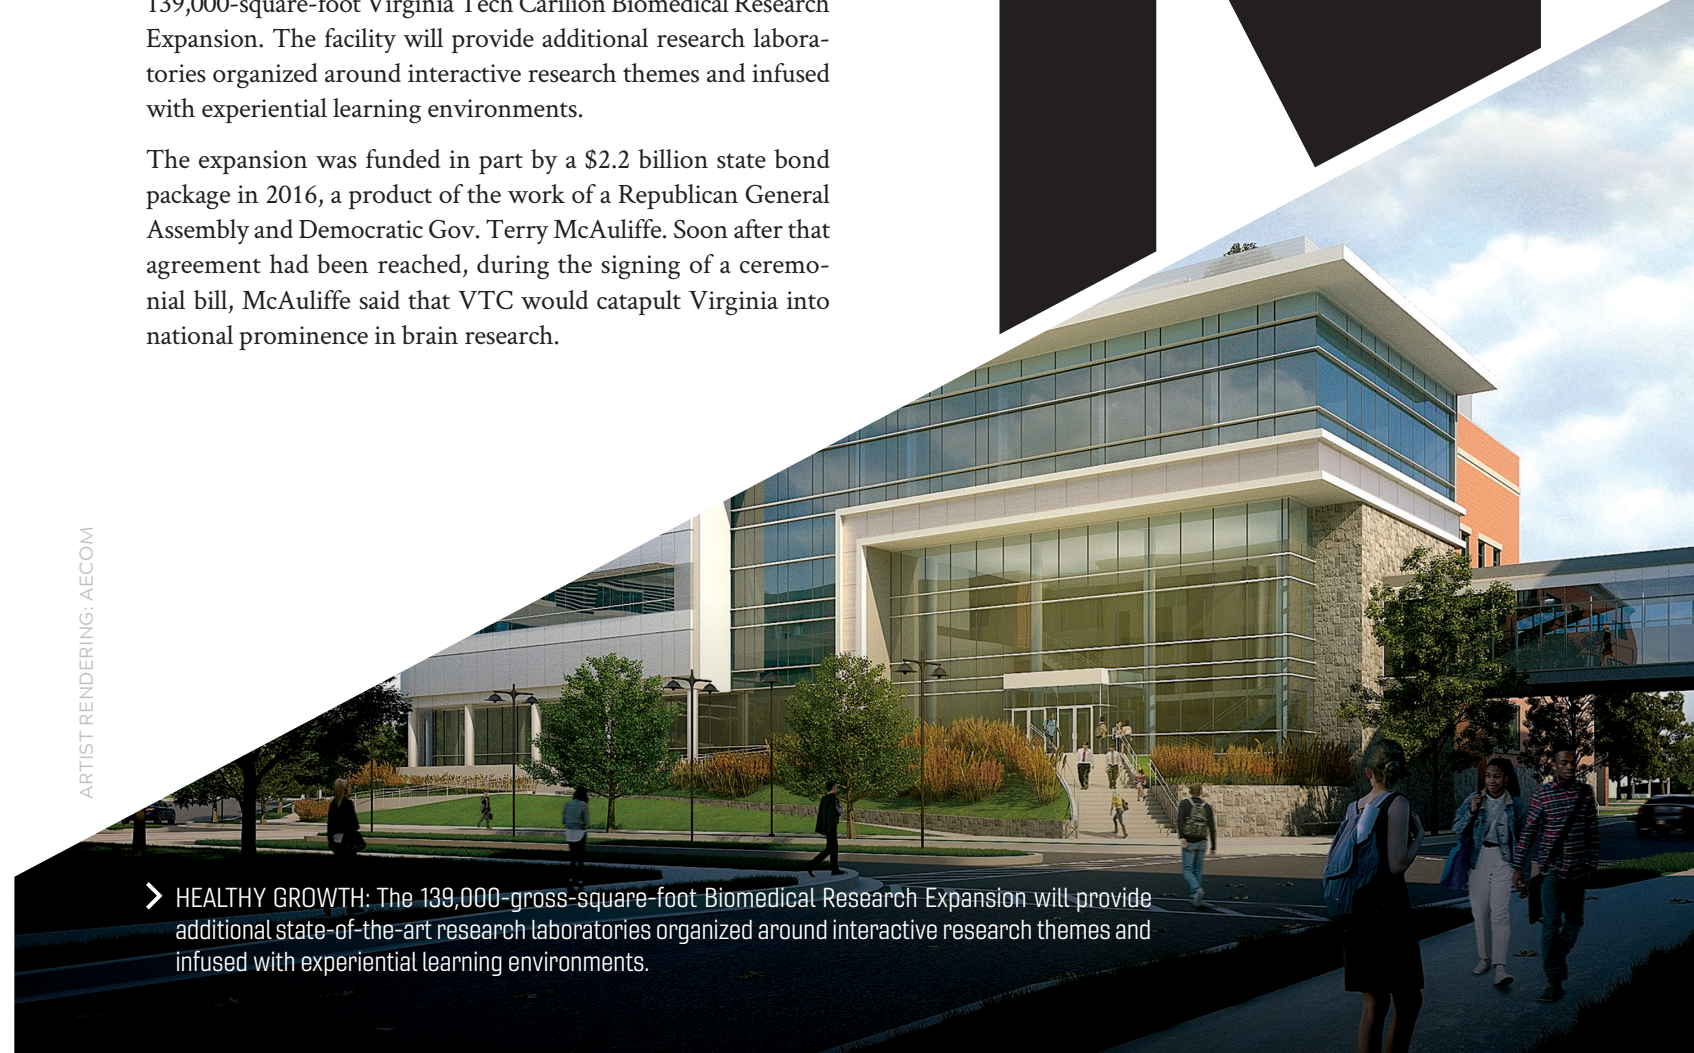 139,000-square-foot Virginia Tech Carilion Biomedical Research
Expansion. The facility will provide additional research labora-
tories organized around interactive research themes and infused
with experiential learning environments.
The expansion was funded in part by a $2.2 billion state bond
package in 2016, a product of the work of a Republican General
Assembly and Democratic Gov. Terry McAuliffe. Soon after that
agreement had been reached, during the signing of a ceremo-
nial bill, McAuliffe said that VTC would catapult Virginia into
national prominence in brain research.
ARTIST RENDERING: AECOM
HEALTHY GROWTH: The 139,000-gross-square-foot Biomedical Research Expansion will provide
additional state-of-the-art research laboratories organized around interactive research themes and
infused with experiential learning environments.